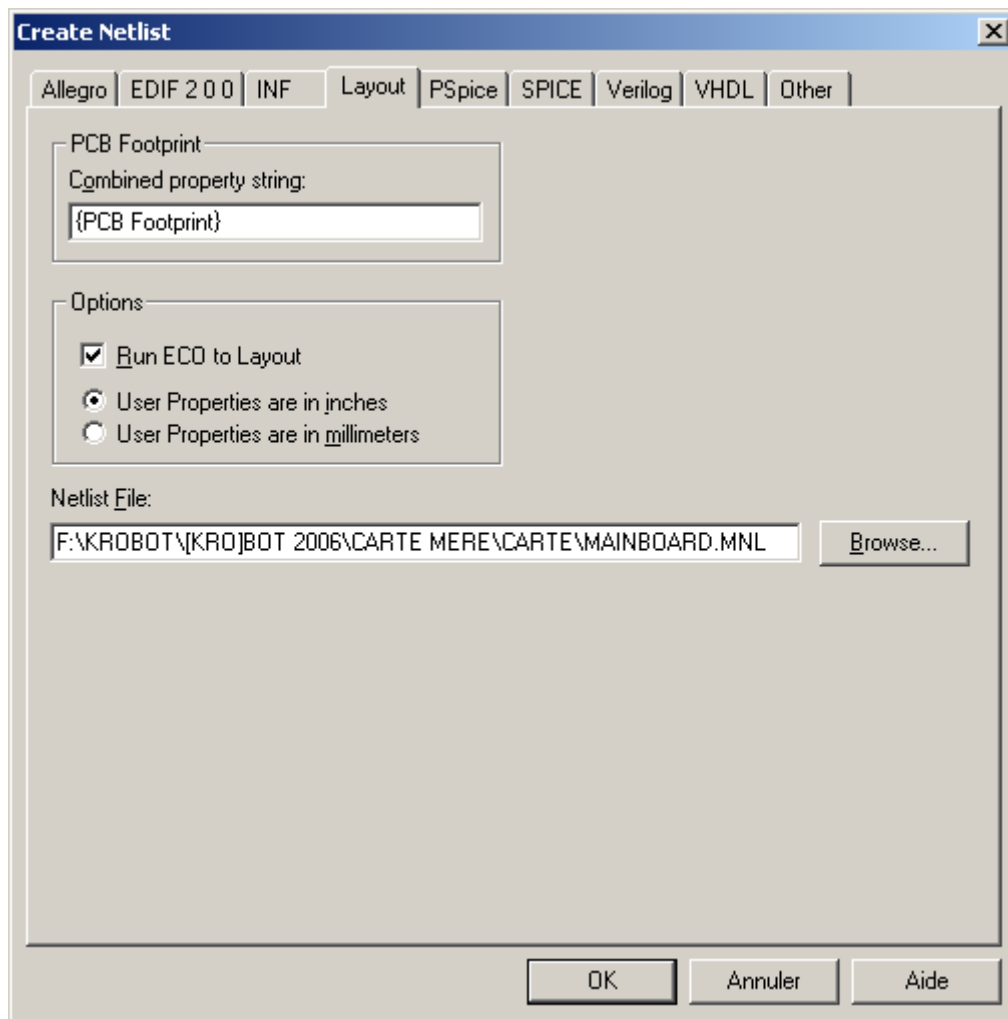 Create Netlist
Allegro EDIF 2 0 0 INF Layout PSpice SPICE Verilog VHDL Other
PCB Footprint
Combined property string:
{PCB Footprint}
Options
Run ECO to Layout
User Properties are in inches
User Properties are in millimeters
Netlist File:
F:\KROBOT\[KRO]BOT 2006\CARTE MERE\CARTE\MAINBOARD.MNL Browse...
OK Annuler Aide